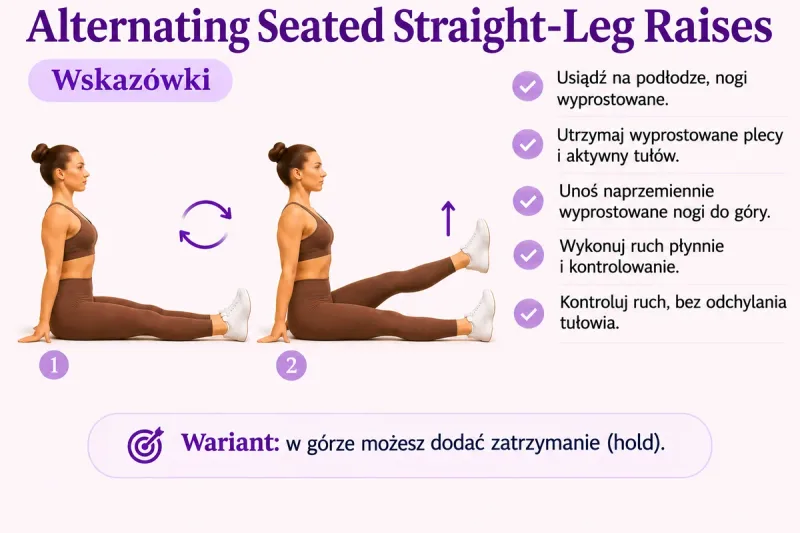 Alternating Seated Straight-Leg Raises
Wskazówki
Usiądź na podłodze, nogi
wyprostowane.
Utrzymaj wyprostowane plecy
i aktywny tułów.
Unoś naprzemiennie
wyprostowane nogi do góry.
Wykonuj ruch płynnie
i kontrolowanie.
Kontroluj ruch, bez odchylania
tułowia.
1
2
Wariant: w górze możesz dodać zatrzymanie (hold).